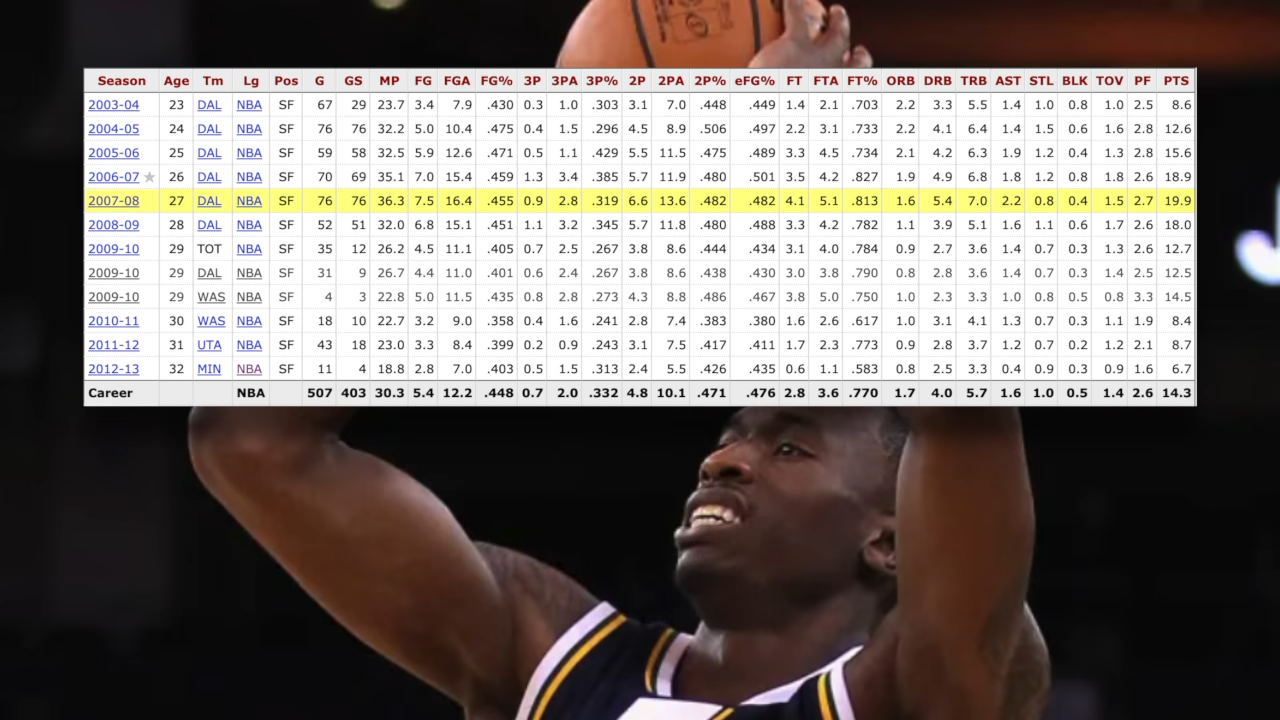 Season Age Tm Lg Pos G GS MP FG FGA FG% 3P 3PA 3P% 2P 2PA 2P% eFG% FT FTA FT% ORB DRB TRB AST STL BLK TOV PF PTS
2003-04 23 DAL NBA SF 67 29 23.7 3.4 7.9 .430 0.3 1.0 .303 3.1 7.0 .448 .449 1.4 2.1 .703 2.2 3.3 5.5 1.4 1.0 0.8 1.0 2.5 8.6
2004-05 24 DAL NBA SF 76 76 32.2 5.0 10.4 .475 0.4 1.5 .296 4.5 8.9 .506 .497 2.2 3.1 .733 2.2 4.1 6.4 1.4 1.5 0.6 1.6 2.8 12.6
2005-06 25 DAL NBA SF 59 58 32.5 5.9 12.6 .471 0.5 1.1 .429 5.5 11.5 .475 .489 3.3 4.5 .734 2.1 4.2 6.3 1.9 1.2 0.4 1.3 2.8 15.6
2006-07 ★ 26 DAL NBA SF 70 69 35.1 7.0 15.4 .459 1.3 3.4 .385 5.7 11.9 .480 .501 3.5 4.2 .827 1.9 4.9 6.8 1.8 1.2 0.8 1.8 2.6 18.9
2007-08 27 DAL NBA SF 76 76 36.3 7.5 16.4 .455 0.9 2.8 .319 6.6 13.6 .482 .482 4.1 5.1 .813 1.6 5.4 7.0 2.2 0.8 0.4 1.5 2.7 19.9
2008-09 28 DAL NBA SF 52 51 32.0 6.8 15.1 .451 1.1 3.2 .345 5.7 11.8 .480 .488 3.3 4.2 .782 1.1 3.9 5.1 1.6 1.1 0.6 1.7 2.6 18.0
2009-10 29 TOT NBA SF 35 12 26.2 4.5 11.1 .405 0.7 2.5 .267 3.8 8.6 .444 .434 3.1 4.0 .784 0.9 2.7 3.6 1.4 0.7 0.3 1.3 2.6 12.7
2009-10 29 DAL NBA SF 31 9 26.7 4.4 11.0 .401 0.6 2.4 .267 3.8 8.6 .438 .430 3.0 3.8 .790 0.8 2.8 3.6 1.4 0.7 0.3 1.4 2.5 12.5
2009-10 29 WAS NBA SF 4 3 22.8 5.0 11.5 .435 0.8 2.8 .273 4.3 8.8 .486 .467 3.8 5.0 .750 1.0 2.3 3.3 1.0 0.8 0.5 0.8 3.3 14.5
2010-11 30 WAS NBA SF 18 10 22.7 3.2 9.0 .358 0.4 1.6 .241 2.8 7.4 .383 .380 1.6 2.6 .617 1.0 3.1 4.1 1.3 0.7 0.3 1.1 1.9 8.4
2011-12 31 UTA NBA SF 43 18 23.0 3.3 8.4 .399 0.2 0.9 .243 3.1 7.5 .417 .411 1.7 2.3 .773 0.9 2.8 3.7 1.2 0.7 0.2 1.2 2.1 8.7
2012-13 32 MIN NBA SF 11 4 18.8 2.8 7.0 .403 0.5 1.5 .313 2.4 5.5 .426 .435 0.6 1.1 .583 0.8 2.5 3.3 0.4 0.9 0.3 0.9 1.6 6.7
Career NBA 507 403 30.3 5.4 12.2 .448 0.7 2.0 .332 4.8 10.1 .471 .476 2.8 3.6 .770 1.7 4.0 5.7 1.6 1.0 0.5 1.4 2.6 14.3